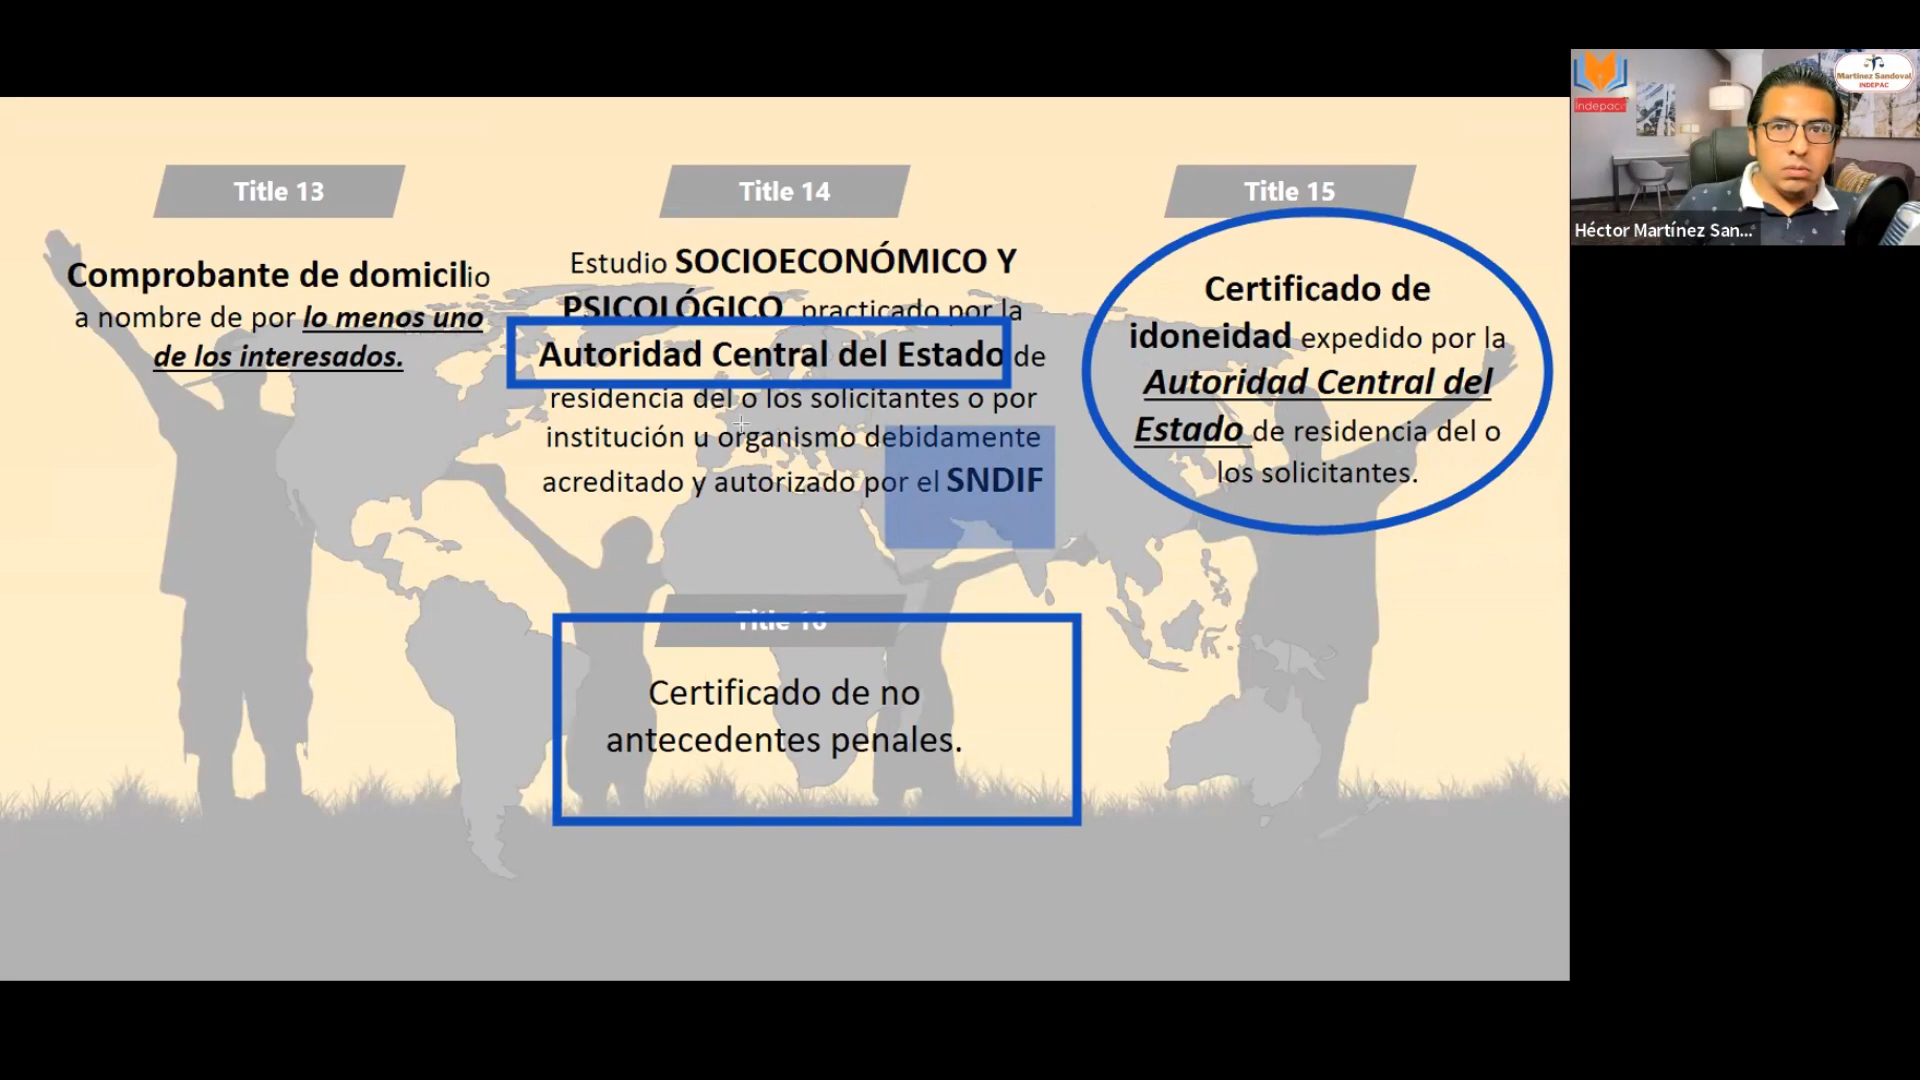 Title 13
Comprobante de domicilio
a nombre de por lo menos uno
de los interesados.
Title 14
Estudio SOCIOECONÓMICO Y
PSICOLÓGICO practicado por la
Autoridad Central del Estado de
residencia del o los solicitantes o por
institución u organismo debidamente
acreditado y autorizado por el SNDIF
Title 15
Certificado de
idoneidad expedido por la
Autoridad Central del
Estado de residencia del o
los solicitantes.
Title 16
Certificado de no
antecedentes penales.
Indepac
Martínez Sandoval
INDEPAC
Héctor Martínez San...